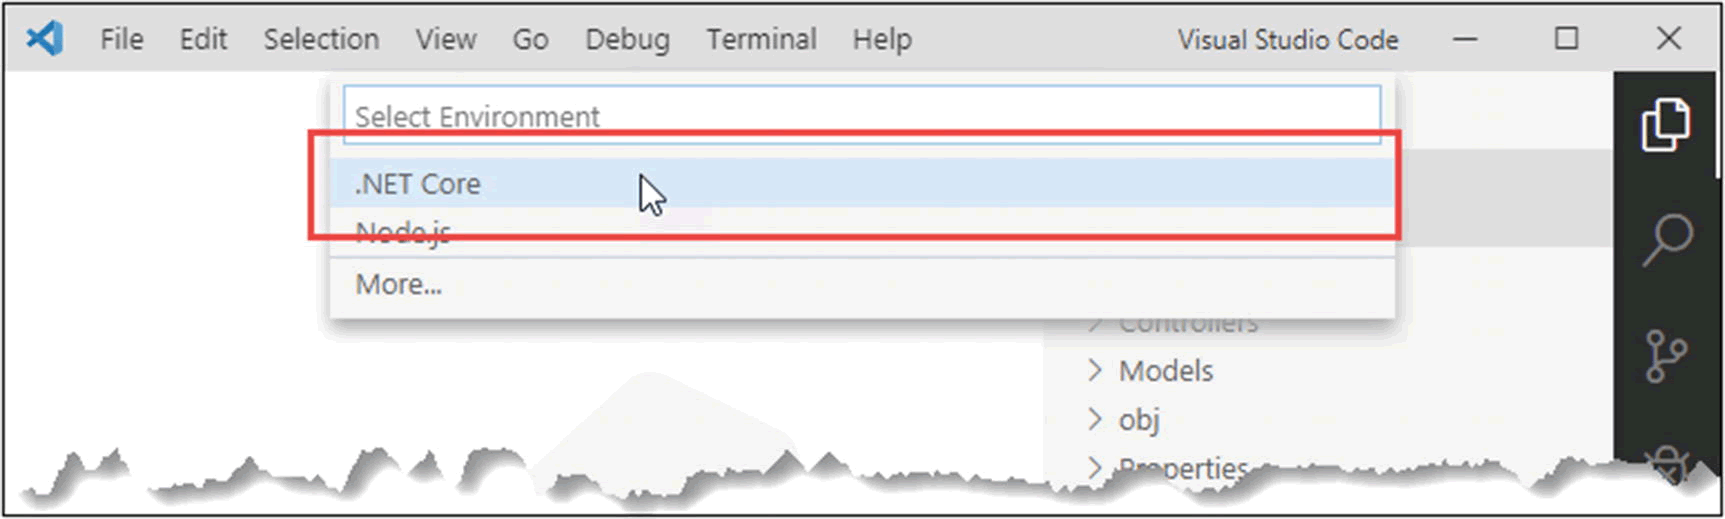 File Edit Selection View Go Debug Terminal Help Visual Studio Code
Select Environment
.NET Core
Node.js
More...
Controllers
Models
obj
Properties